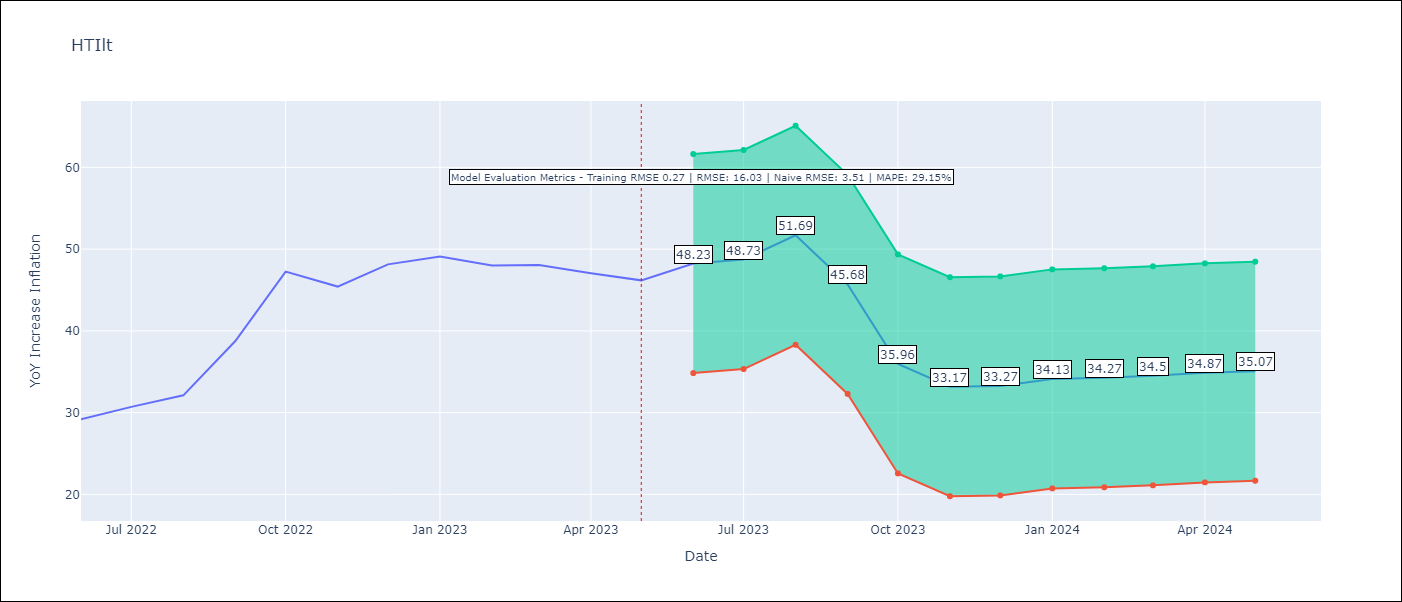 HTIlt
YoY Increase Inflation
60
50
40
30
20
Model Evaluation Metrics - Training RMSE 0.27 | RMSE: 16.03 | Naive RMSE: 3.51 | MAPE: 29.15%
48.23
48.73
51.69
45.68
35.96
33.17
33.27
34.13
34.27
34.5
34.87
35.07
Jul 2022
Oct 2022
Jan 2023
Apr 2023
Jul 2023
Oct 2023
Jan 2024
Apr 2024
Date